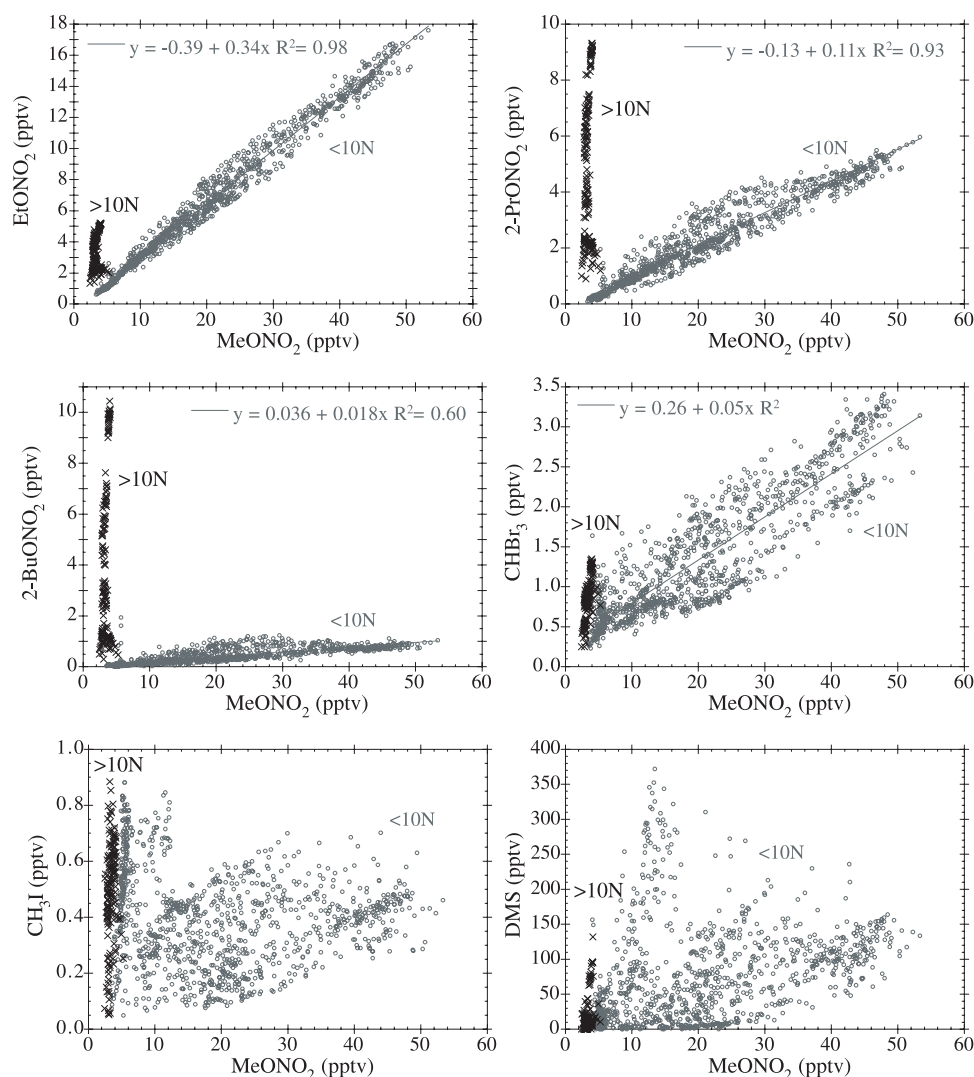 y = -0.39 + 0.34x R²= 0.98
EtONO₂ (pptv)
18
16
14
12
10
8
6
4
2
0
>10N
<10N
0 10 20 30 40 50 60
MeONO₂ (pptv)
y = -0.13 + 0.11x R²= 0.93
2-PrONO₂ (pptv)
10
8
6
4
2
0
>10N
<10N
0 10 20 30 40 50 60
MeONO₂ (pptv)
y = 0.036 + 0.018x R²= 0.60
2-BuONO₂ (pptv)
10
8
6
4
2
0
>10N
<10N
0 10 20 30 40 50 60
MeONO₂ (pptv)
y = 0.26 + 0.05x R²
CHBr₃ (pptv)
3.5
3.0
2.5
2.0
1.5
1.0
0.5
0.0
>10N
<10N
0 10 20 30 40 50 60
MeONO₂ (pptv)
CH₃I (pptv)
1.0
0.8
0.6
0.4
0.2
0.0
>10N
<10N
0 10 20 30 40 50 60
MeONO₂ (pptv)
DMS (pptv)
400
350
300
250
200
150
100
50
0
>10N
<10N
0 10 20 30 40 50 60
MeONO₂ (pptv)